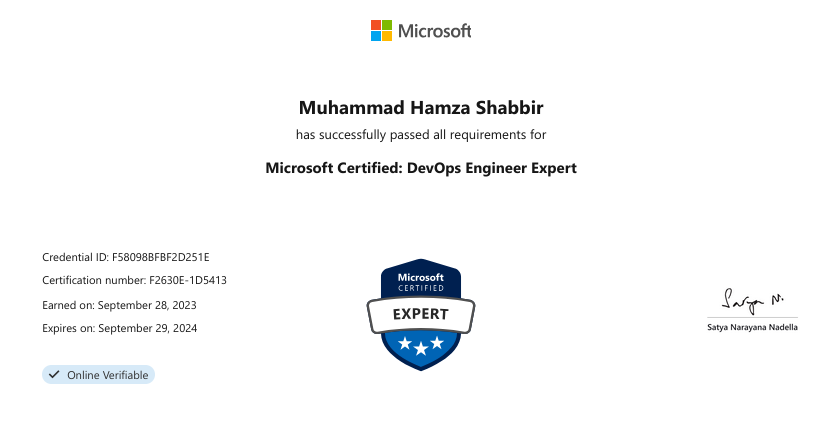 Microsoft
Muhammad Hamza Shabbir
has successfully passed all requirements for
Microsoft Certified: DevOps Engineer Expert
Credential ID: F58098BFBF2D251E
Certification number: F2630E-1D5413
Earned on: September 28, 2023
Expires on: September 29, 2024
Online Verifiable
Microsoft
CERTIFIED
EXPERT
Satya N.
Satya Narayana Nadella